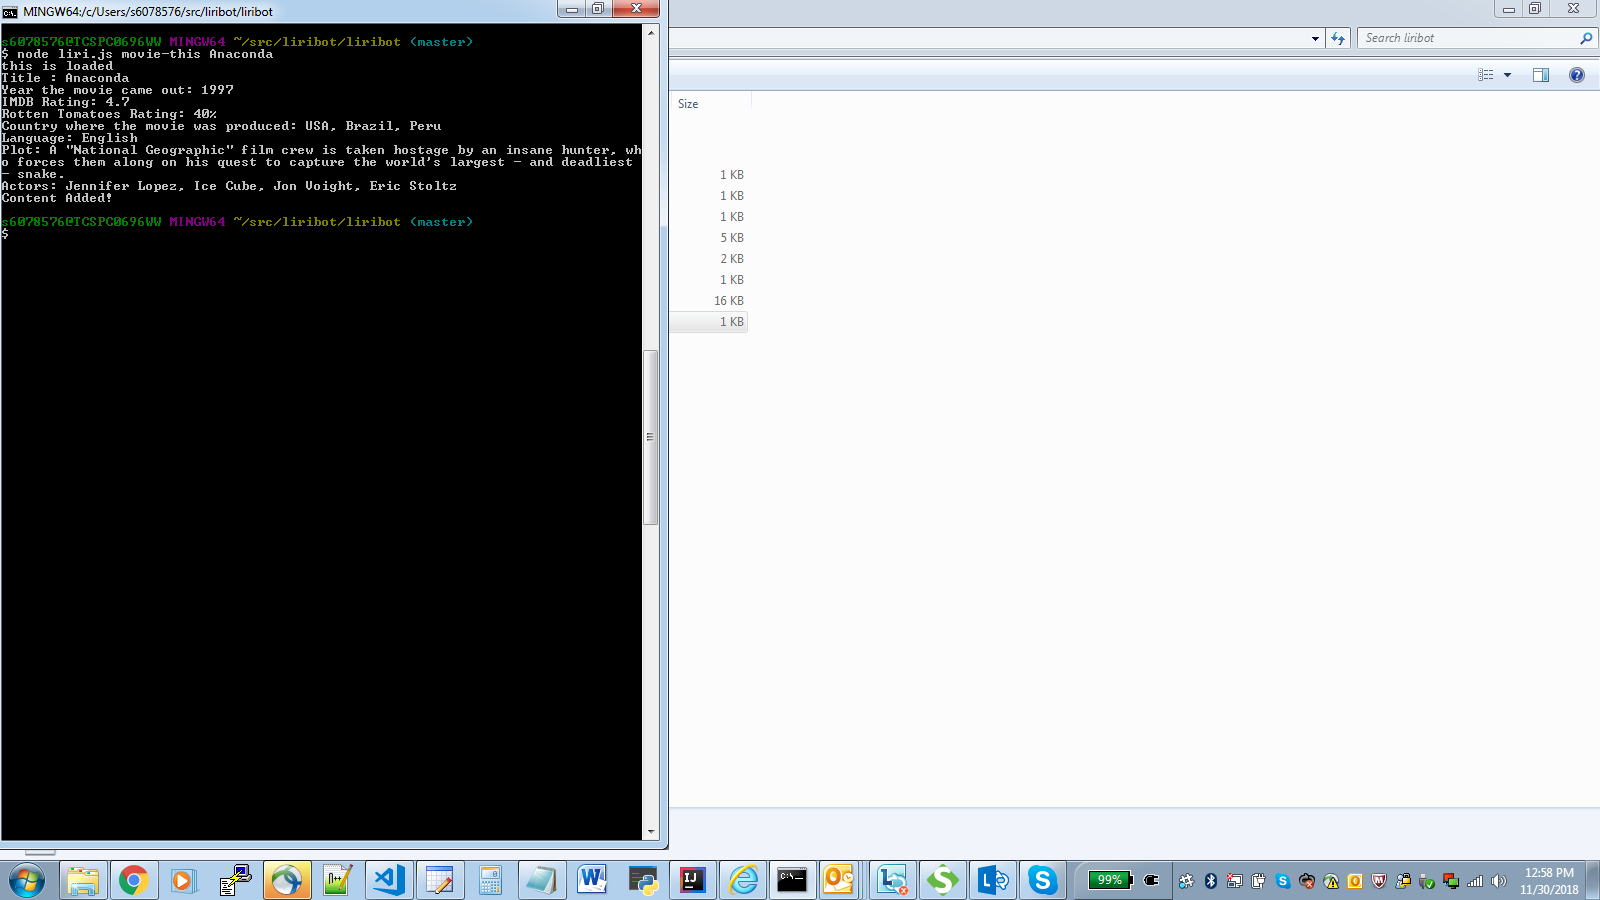 MINGW64:/c/Users/s6078576/src/liribot/liribot
s6078576@TCSPC0696WW MINGW64 ~/src/liribot/liribot (master)
$ node liri.js movie-this Anaconda
this is loaded
Title : Anaconda
Year the movie came out: 1997
IMDB Rating: 4.7
Rotten Tomatoes Rating: 40%
Country where the movie was produced: USA, Brazil, Peru
Language: English
Plot: A "National Geographic" film crew is taken hostage by an insane hunter, wh
o forces them along on his quest to capture the world's largest - and deadliest
- snake.
Actors: Jennifer Lopez, Ice Cube, Jon Voight, Eric Stoltz
Content Added!
s6078576@TCSPC0696WW MINGW64 ~/src/liribot/liribot (master)
$
Search liribot
Size
1 KB
1 KB
1 KB
5 KB
2 KB
1 KB
16 KB
1 KB
99%
12:58 PM
11/30/2018